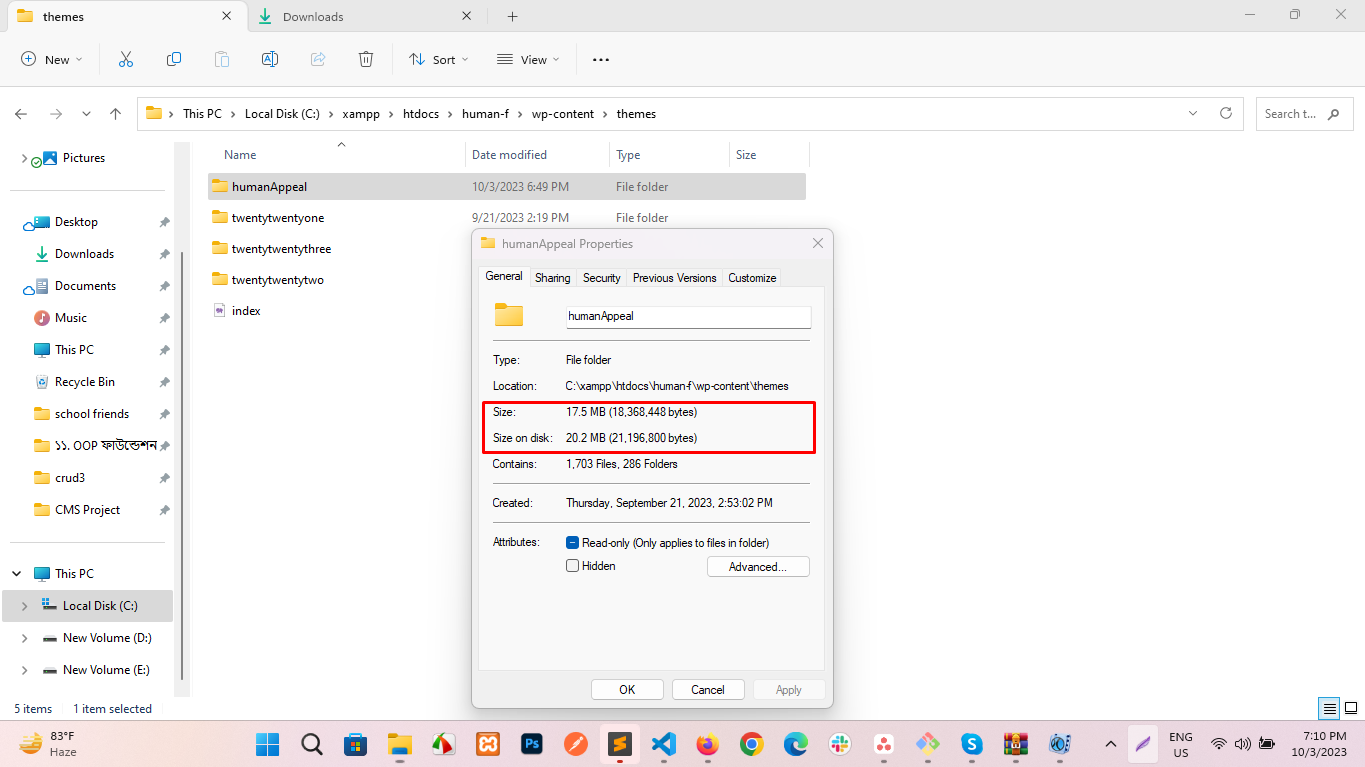 themes
Downloads
New
Sort
View
This PC
Local Disk (C:)
xampp
htdocs
human-f
wp-content
themes
Search t...
Pictures
Desktop
Downloads
Documents
Music
This PC
Recycle Bin
school friends
১১. OOP ফাউন্ডেশন
crud3
CMS Project
This PC
Local Disk (C:)
New Volume (D:)
New Volume (E:)
Name Date modified Type Size
humanAppeal 10/3/2023 6:49 PM File folder
twentytwentyone 9/21/2023 2:19 PM File folder
twentytwentythree
twentytwentytwo
index
humanAppeal Properties
General Sharing Security Previous Versions Customize
humanAppeal
Type: File folder
Location: C:\xampp\htdocs\human-f\wp-content\themes
Size: 17.5 MB (18,368,448 bytes)
Size on disk: 20.2 MB (21,196,800 bytes)
Contains: 1,703 Files, 286 Folders
Created: Thursday, September 21, 2023, 2:53:02 PM
Attributes: Read-only (Only applies to files in folder)
Hidden Advanced...
OK Cancel Apply
5 items 1 item selected
83°F
Haze
Ps
ENG
US
7:10 PM
10/3/2023